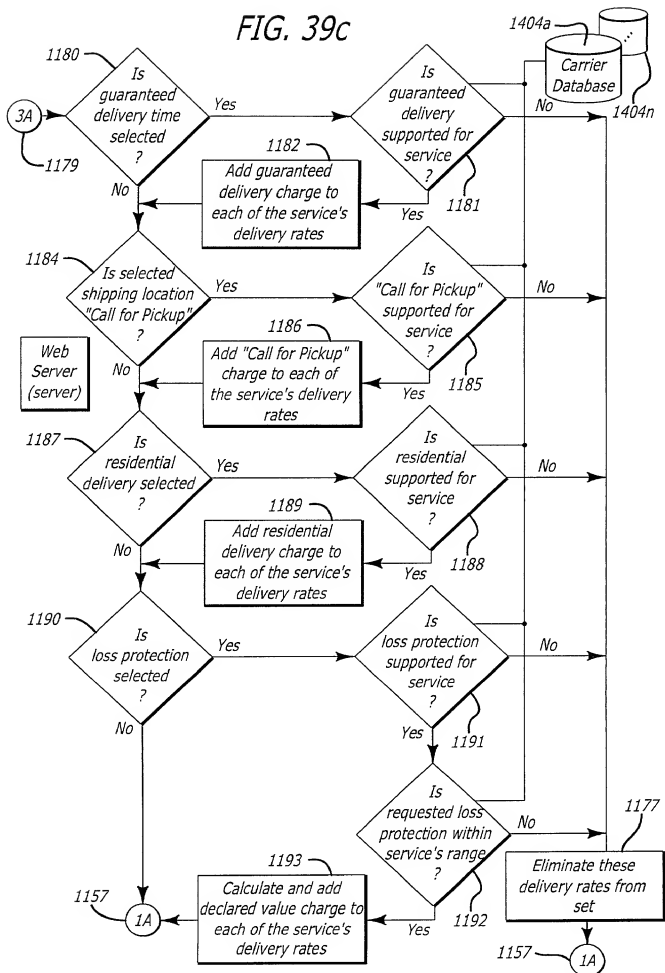 FIG. 39c
1404a
Carrier
Database
...
1404n
1180
Is
guaranteed
delivery time
selected
?
3A
1179
Yes
No
Is
guaranteed
delivery
supported for
service
?
1181
No
Yes
1182
Add guaranteed
delivery charge to
each of the service's
delivery rates
1184
Is selected
shipping location
"Call for Pickup"
?
Yes
No
Is
"Call for Pickup"
supported for
service
?
1185
No
Yes
1186
Add "Call for Pickup"
charge to each of
the service's delivery
rates
Web
Server
(server)
1187
Is
residential
delivery selected
?
Yes
No
Is
residential
supported for
service
?
1188
No
Yes
1189
Add residential
delivery charge to
each of the service's
delivery rates
1190
Is
loss protection
selected
?
Yes
No
Is
loss protection
supported for
service
?
1191
No
Yes
Is
requested loss
protection within
service's range
?
1192
No
Yes
1193
Calculate and add
declared value charge to
each of the service's
delivery rates
1157
1A
1177
Eliminate these
delivery rates from
set
1157
1A